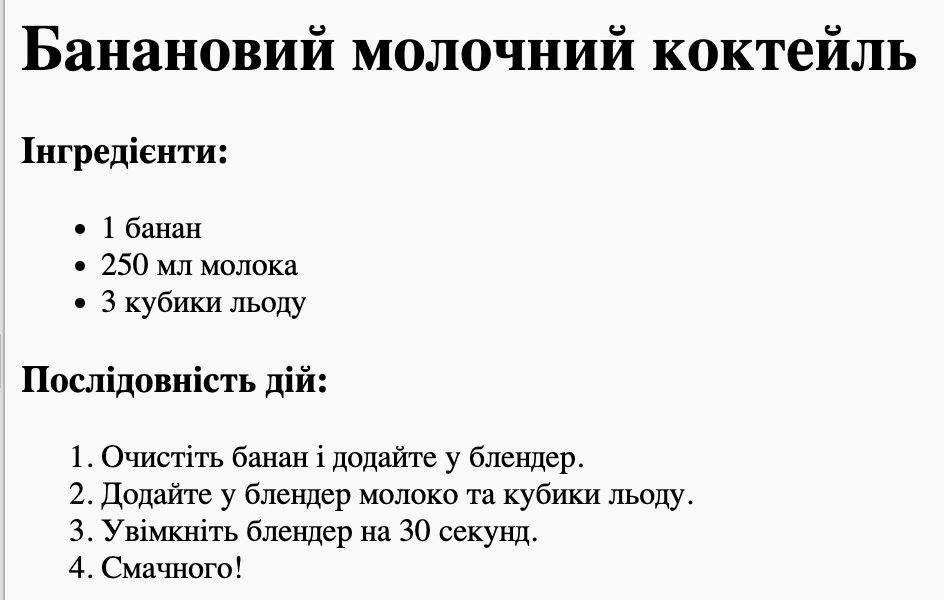 Банановий молочний коктейль
Інгредієнти:
• 1 банан
• 250 мл молока
• 3 кубики льоду
Послідовність дій:
1. Очистіть банан і додайте у блендер.
2. Додайте у блендер молоко та кубики льоду.
3. Увімкніть блендер на 30 секунд.
4. Смачного!